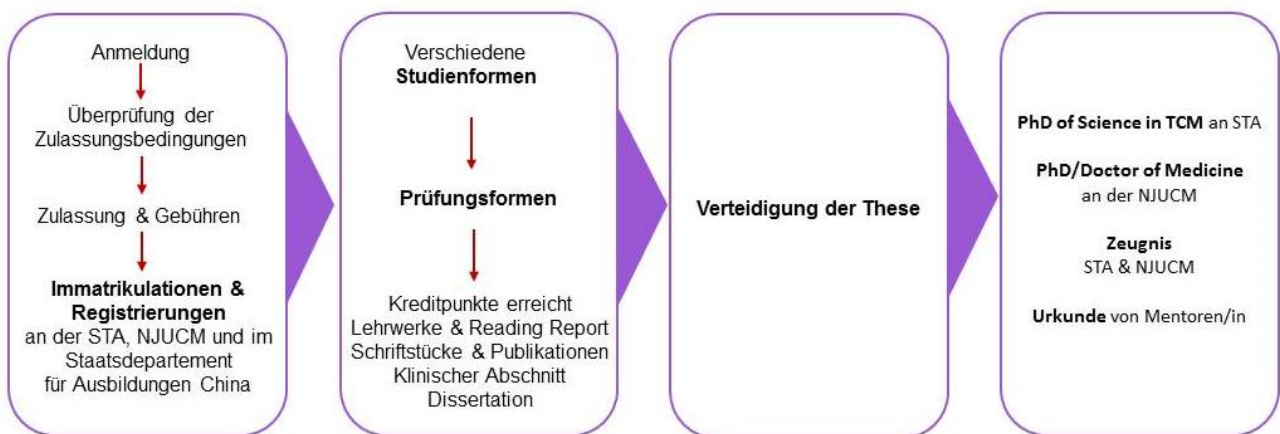 Anmeldung
Überprüfung der
Zulassungsbedingungen
Zulassung & Gebühren
Immatrikulationen &
Registrierungen
an der STA, NJUCM und im
Staatsdepartement
für Ausbildungen China
Verschiedene
Studienformen
Prüfungsformen
Kreditpunkte erreicht
Lehrwerke & Reading Report
Schriftstücke & Publikationen
Klinischer Abschnitt
Dissertation
Verteidigung der These
PhD of Science in TCM an STA
PhD/Doctor of Medicine
an der NJUCM
Zeugnis
STA & NJUCM
Urkunde von Mentoren/in